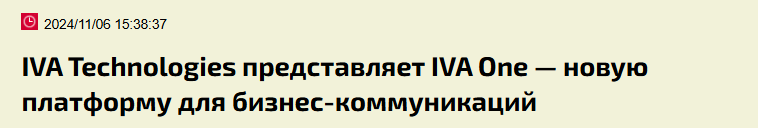 2024/11/06 15:38:37
IVA Technologies представляет IVA One — новую
платформу для бизнес-коммуникаций